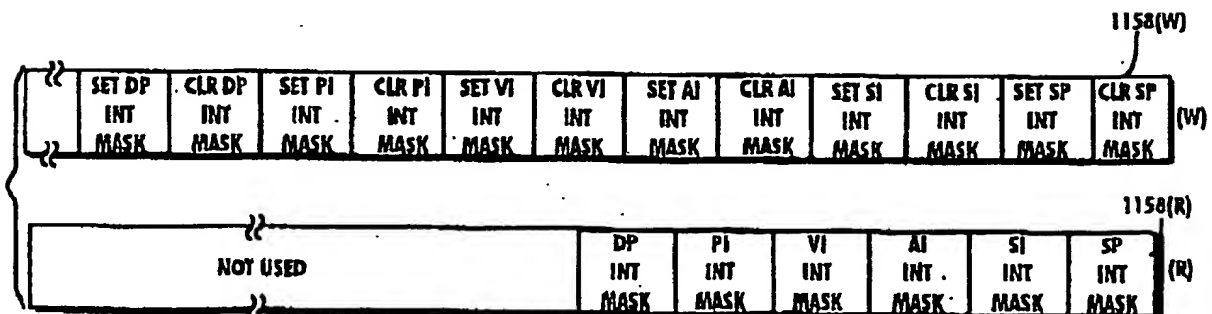 1158(W)
SET DP CLR DP SET PI CLR PI SET VI CLR VI SET AI CLR AI SET SI CLR SI SET SP CLR SP
INT INT INT INT INT INT INT INT INT INT INT INT (W)
MASK MASK MASK MASK MASK MASK MASK MASK MASK MASK MASK MASK
1158(R)
DP PI VI AI SI SP
NOT USED INT INT INT INT INT INT (R)
MASK MASK MASK MASK MASK MASK